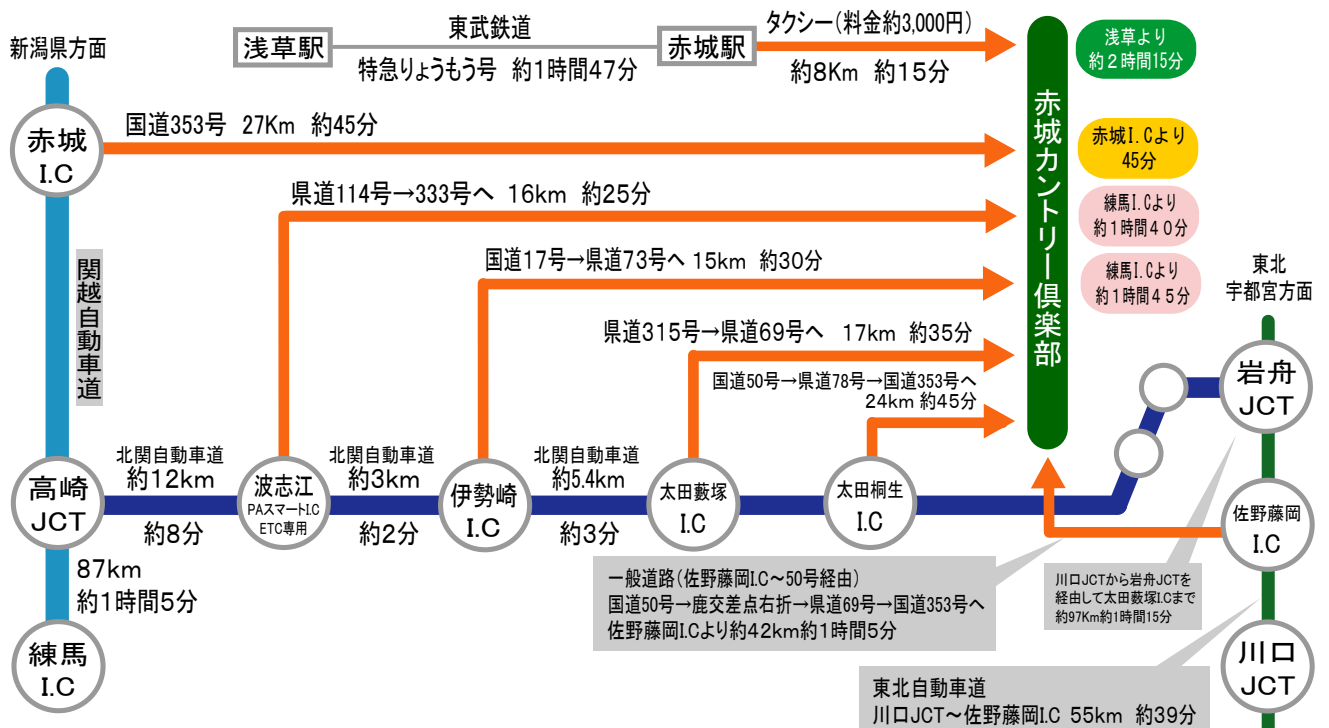 新潟県方面
浅草駅
東武鉄道
特急りょうもう号 約1時間47分
赤城駅
タクシー(料金約3,000円)
約8Km 約15分
浅草より
約2時間15分
赤城
I.C
国道353号 27Km 約45分
赤城カントリー倶楽部
赤城I.Cより
45分
県道114号→333号へ 16km 約25分
練馬I.Cより
約1時間40分
国道17号→県道73号へ 15km 約30分
練馬I.Cより
約1時間45分
関越自動車道
東北
宇都宮方面
県道315号→県道69号へ 17km 約35分
国道50号→県道78号→国道353号へ
24km 約45分
岩舟
JCT
高崎
JCT
北関自動車道
約12km
約8分
波志江
PAスマートI.C
ETC専用
北関自動車道
約3km
約2分
伊勢崎
I.C
北関自動車道
約5.4km
約3分
太田藪塚
I.C
太田桐生
I.C
佐野藤岡
I.C
87km
約1時間5分
一般道路(佐野藤岡I.C~50号経由)
国道50号→鹿交差点右折→県道69号→国道353号へ
佐野藤岡I.Cより約42km約1時間5分
川口JCTから岩舟JCTを
経由して太田藪塚I.Cまで
約97Km約1時間15分
練馬
I.C
川口
JCT
東北自動車道
川口JCT~佐野藤岡I.C 55km 約39分